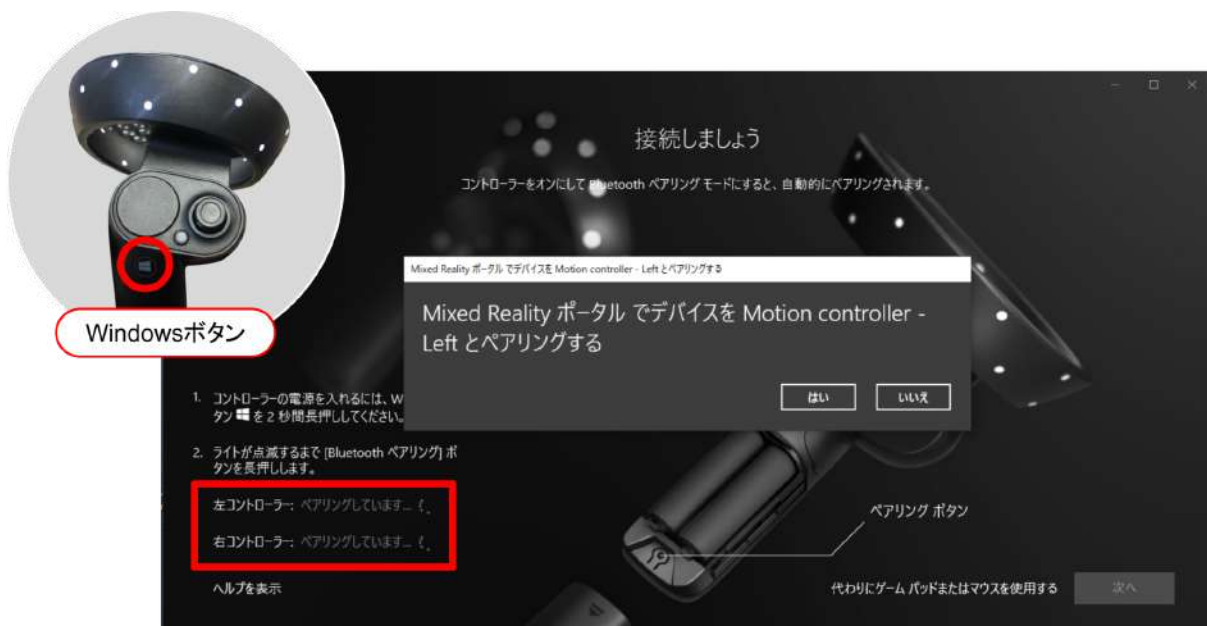 接続しましょう
コントローラーをオンにして Bluetooth ペアリング モードにすると、自動的にペアリングされます。
Mixed Reality ポータル でデバイスを Motion controller - Left とペアリングする
Mixed Reality ポータル でデバイスを Motion controller -
Left とペアリングする
はい
いいえ
Windowsボタン
1. コントローラーの電源を入れるには、W
タン を 2 秒間長押ししてください。
2. ライトが点滅するまで [Bluetooth ペアリング] ボ
タンを長押しします。
左コントローラー: ペアリングしています...
右コントローラー: ペアリングしています...
ペアリング ボタン
ヘルプを表示
代わりにゲーム パッドまたはマウスを使用する
次へ